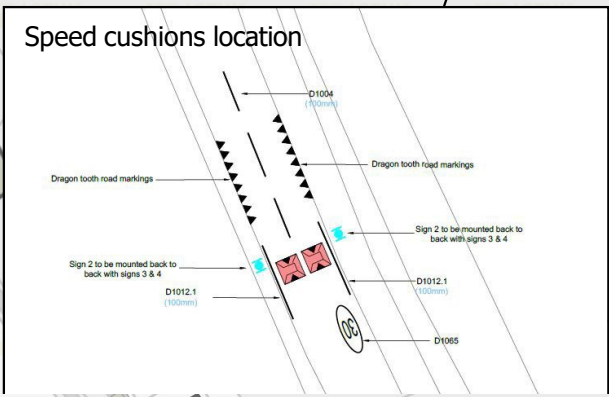 Speed cushions location
D1004
(100mm)
Dragon tooth road markings
Dragon tooth road markings
Sign 2 to be mounted back to
back with signs 3 & 4
Sign 2 to be mounted back to
back with signs 3 & 4
D1012.1
(100mm)
D1012.1
(100mm)
30
D1065